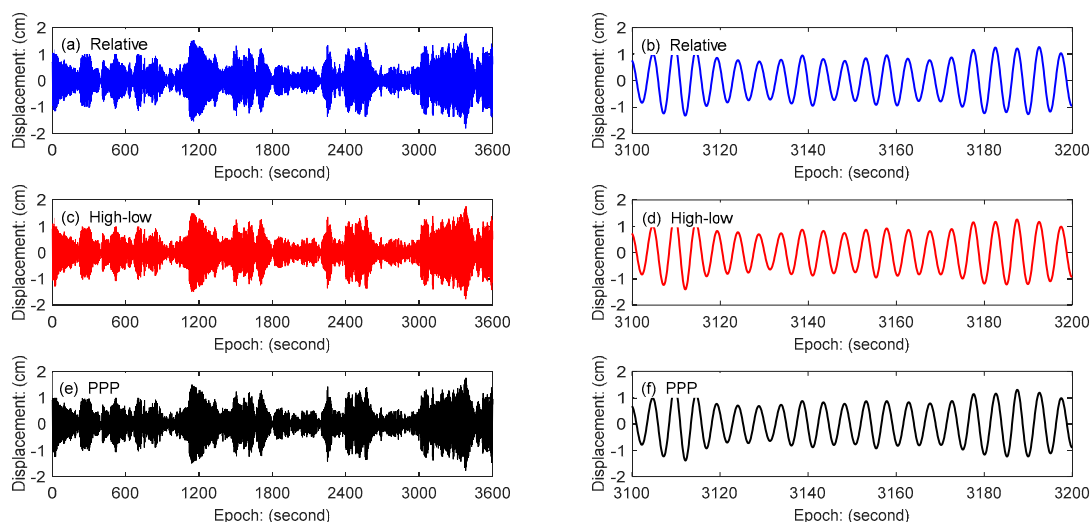 Displacement: (cm)
2
1
0
-1
-2
(a) Relative
0 600 1200 1800 2400 3000 3600
Epoch: (second)
Displacement: (cm)
2
1
0
-1
-2
(b) Relative
3100 3120 3140 3160 3180 3200
Epoch: (second)
Displacement: (cm)
2
1
0
-1
-2
(c) High-low
0 600 1200 1800 2400 3000 3600
Epoch: (second)
Displacement: (cm)
2
1
0
-1
-2
(d) High-low
3100 3120 3140 3160 3180 3200
Epoch: (second)
Displacement: (cm)
2
1
0
-1
-2
(e) PPP
0 600 1200 1800 2400 3000 3600
Epoch: (second)
Displacement: (cm)
2
1
0
-1
-2
(f) PPP
3100 3120 3140 3160 3180 3200
Epoch: (second)